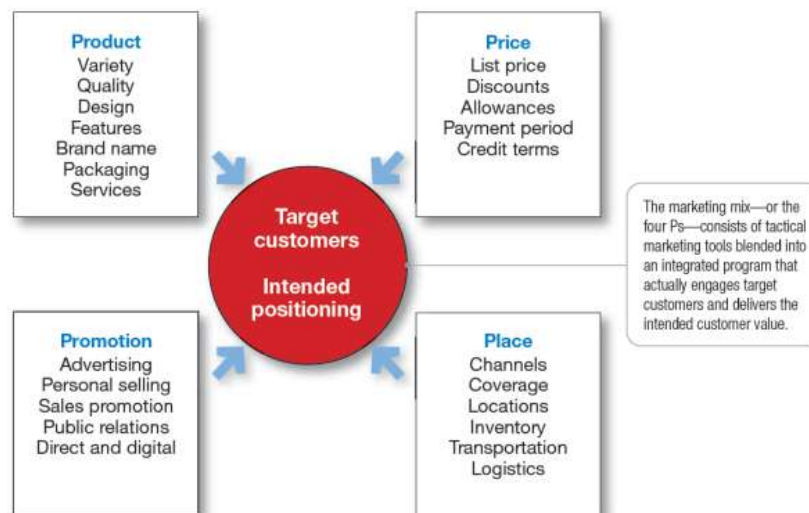 Product
Variety
Quality
Design
Features
Brand name
Packaging
Services
Price
List price
Discounts
Allowances
Payment period
Credit terms
Target
customers
Intended
positioning
The marketing mix—or the
four Ps—consists of tactical
marketing tools blended into
an integrated program that
actually engages target
customers and delivers the
intended customer value.
Promotion
Advertising
Personal selling
Sales promotion
Public relations
Direct and digital
Place
Channels
Coverage
Locations
Inventory
Transportation
Logistics